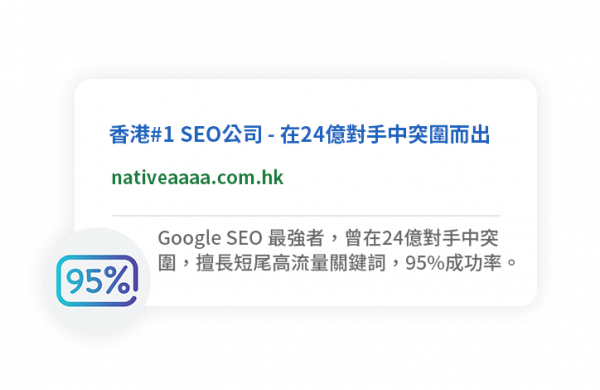 香港#1 SEO公司 - 在24億對手中突圍而出
nativeaaaa.com.hk
Google SEO 最強者，曾在24億對手中突
圍，擅長短尾高流量關鍵詞，95%成功率。
95%